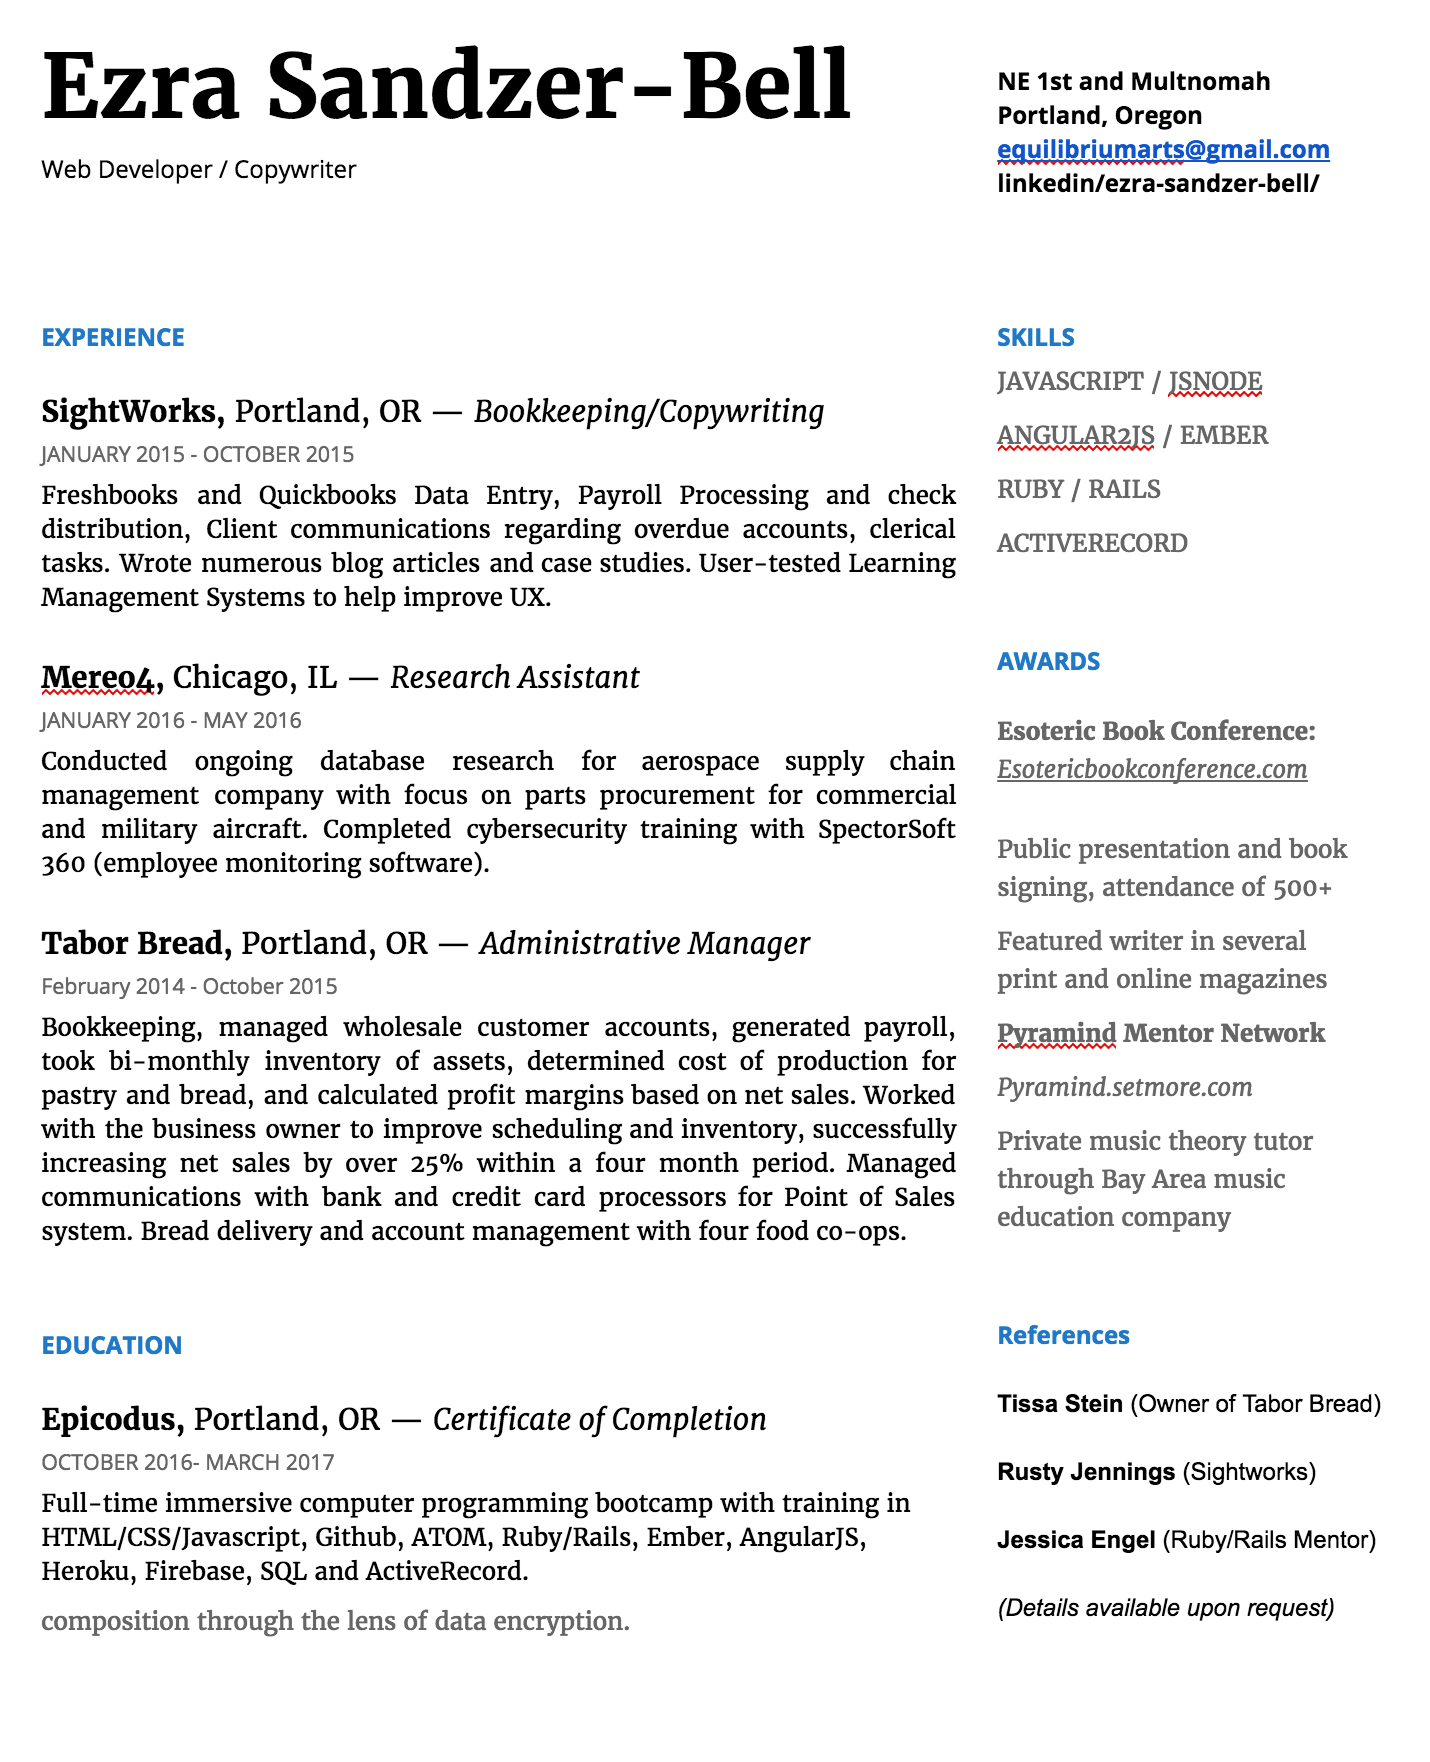 Ezra Sandzer-Bell
Web Developer / Copywriter
NE 1st and Multnomah
Portland, Oregon
equilibriumarts@gmail.com
linkedin/ezra-sandzer-bell/
EXPERIENCE
SightWorks, Portland, OR — Bookkeeping/Copywriting
JANUARY 2015 - OCTOBER 2015
Freshbooks and Quickbooks Data Entry, Payroll Processing and check
distribution, Client communications regarding overdue accounts, clerical
tasks. Wrote numerous blog articles and case studies. User-tested Learning
Management Systems to help improve UX.
Mereo4, Chicago, IL — Research Assistant
JANUARY 2016 - MAY 2016
Conducted ongoing database research for aerospace supply chain
management company with focus on parts procurement for commercial
and military aircraft. Completed cybersecurity training with SpectorSoft
360 (employee monitoring software).
Tabor Bread, Portland, OR — Administrative Manager
February 2014 - October 2015
Bookkeeping, managed wholesale customer accounts, generated payroll,
took bi-monthly inventory of assets, determined cost of production for
pastry and bread, and calculated profit margins based on net sales. Worked
with the business owner to improve scheduling and inventory, successfully
increasing net sales by over 25% within a four month period. Managed
communications with bank and credit card processors for Point of Sales
system. Bread delivery and account management with four food co-ops.
EDUCATION
Epicodus, Portland, OR — Certificate of Completion
OCTOBER 2016- MARCH 2017
Full-time immersive computer programming bootcamp with training in
HTML/CSS/Javascript, Github, ATOM, Ruby/Rails, Ember, AngularJS,
Heroku, Firebase, SQL and ActiveRecord.
composition through the lens of data encryption.
SKILLS
JAVASCRIPT / JSNODE
ANGULAR2JS / EMBER
RUBY / RAILS
ACTIVERECORD
AWARDS
Esoteric Book Conference:
Esotericbookconference.com
Public presentation and book
signing, attendance of 500+
Featured writer in several
print and online magazines
Pyramind Mentor Network
Pyramind.setmore.com
Private music theory tutor
through Bay Area music
education company
References
Tissa Stein (Owner of Tabor Bread)
Rusty Jennings (Sightworks)
Jessica Engel (Ruby/Rails Mentor)
(Details available upon request)